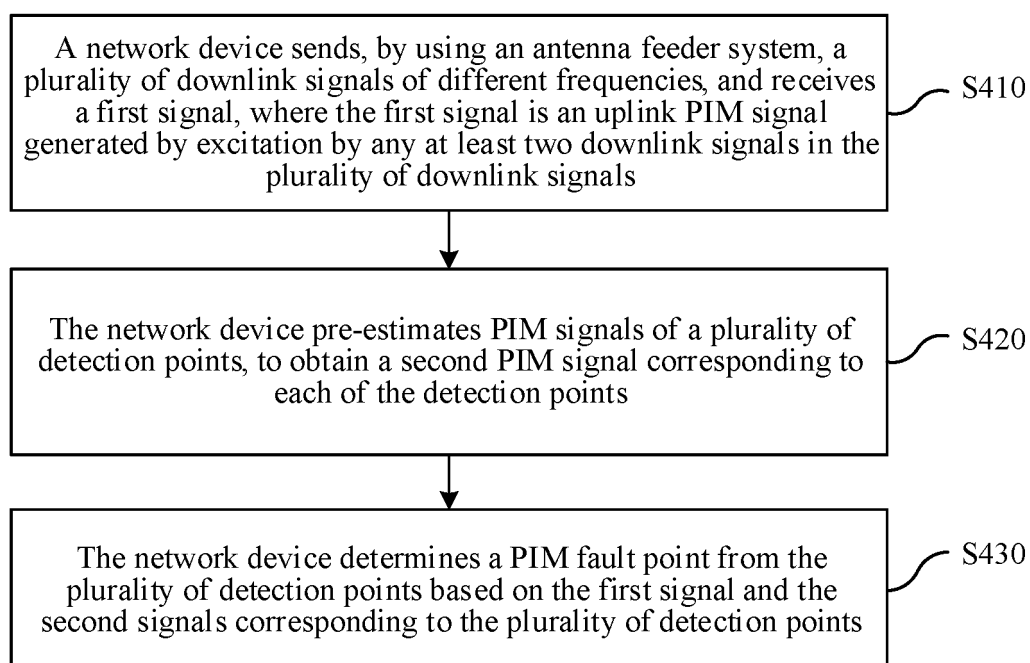 A network device sends, by using an antenna feeder system, a
plurality of downlink signals of different frequencies, and receives
a first signal, where the first signal is an uplink PIM signal
generated by excitation by any at least two downlink signals in the
plurality of downlink signals
S410
The network device pre-estimates PIM signals of a plurality of
detection points, to obtain a second PIM signal corresponding to
each of the detection points
S420
The network device determines a PIM fault point from the
plurality of detection points based on the first signal and the
second signals corresponding to the plurality of detection points
S430